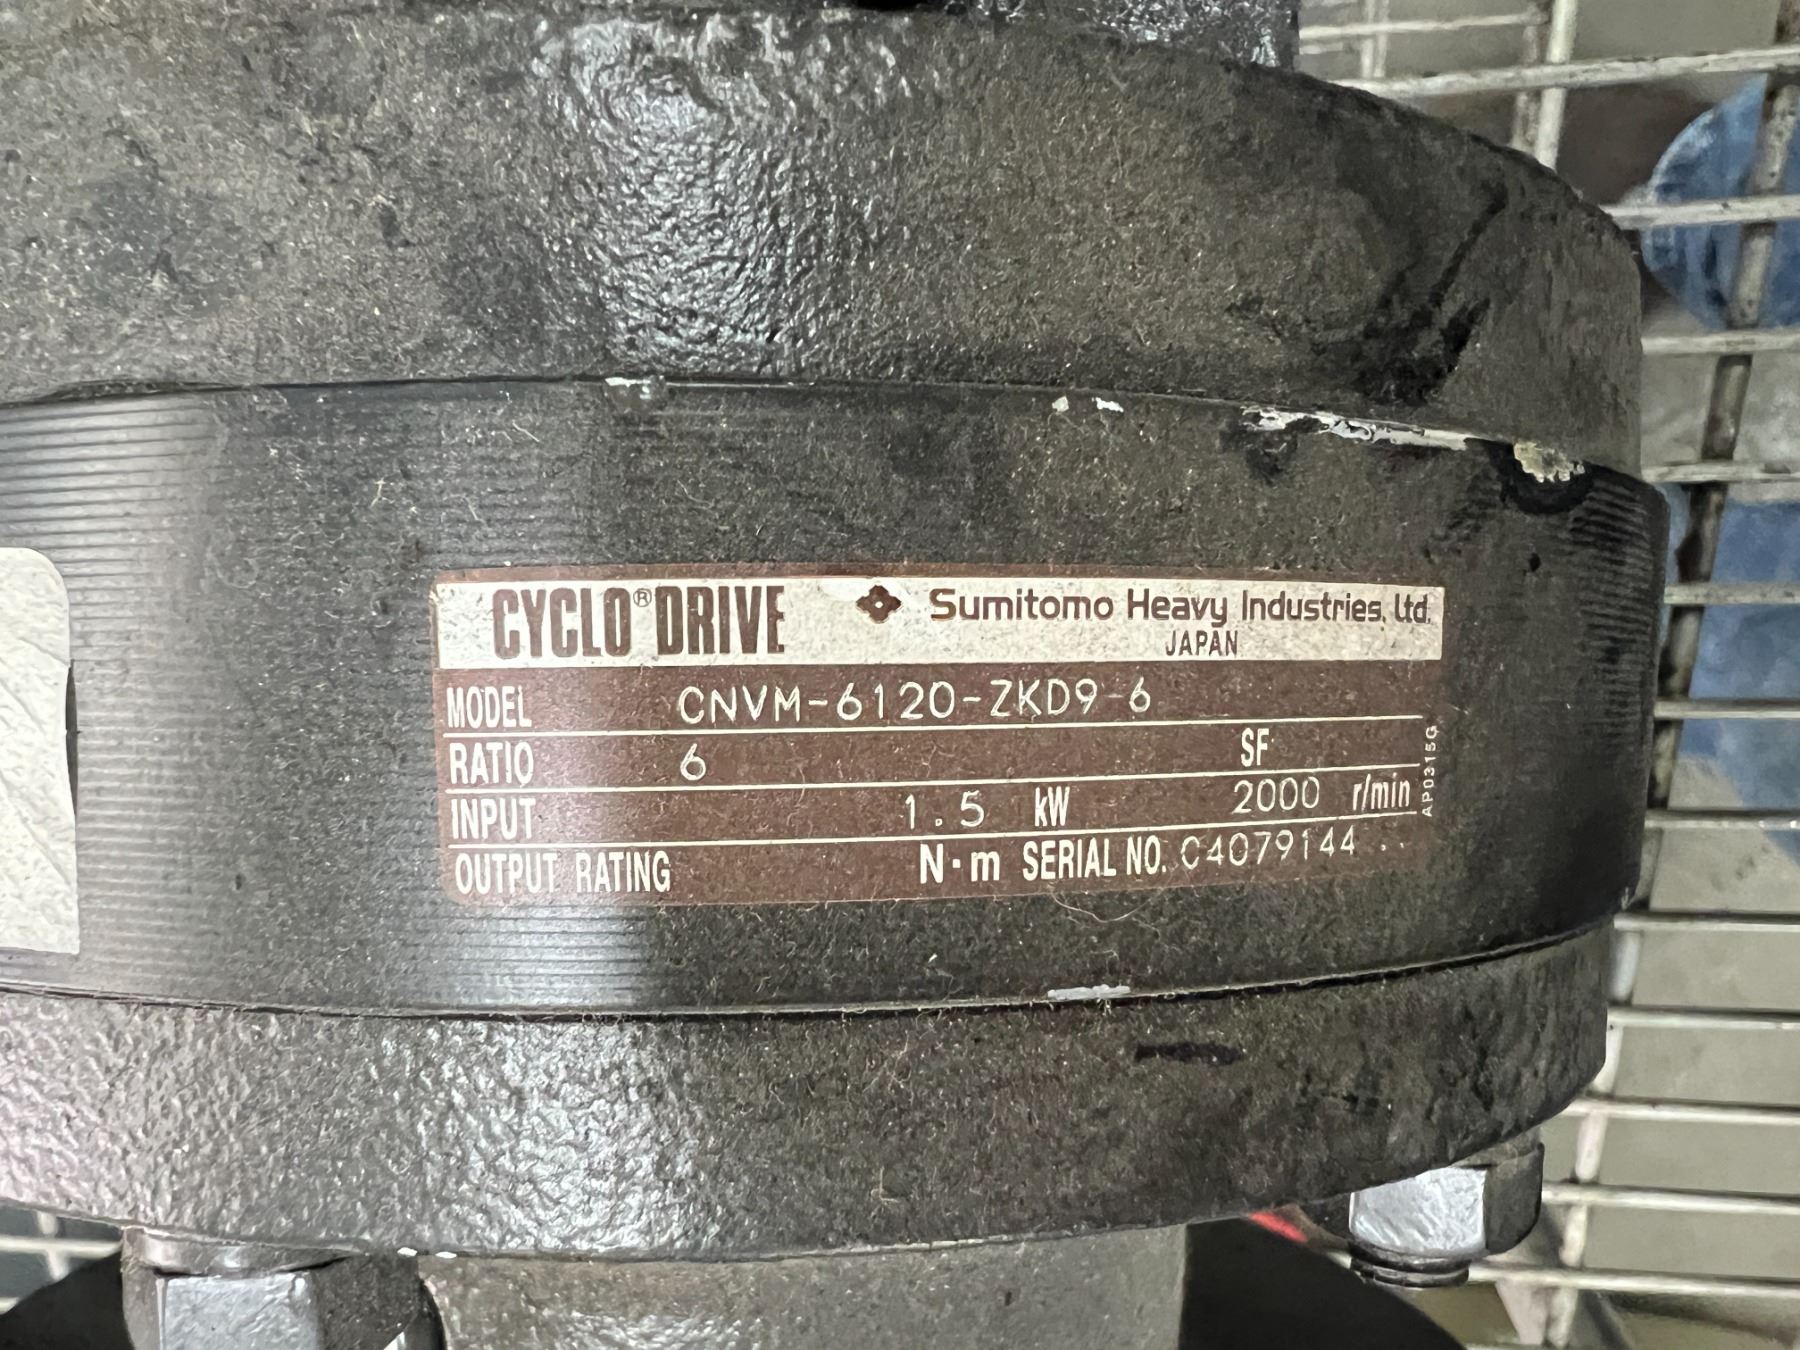 CYCLO® DRIVE Sumitomo Heavy Industries, Ltd.
JAPAN
MODEL CNVM-6120-ZKD9-6
RATIO 6 SF
INPUT 1.5 kW 2000 r/min
OUTPUT RATING N·m SERIAL NO. C4079144
AP0315G